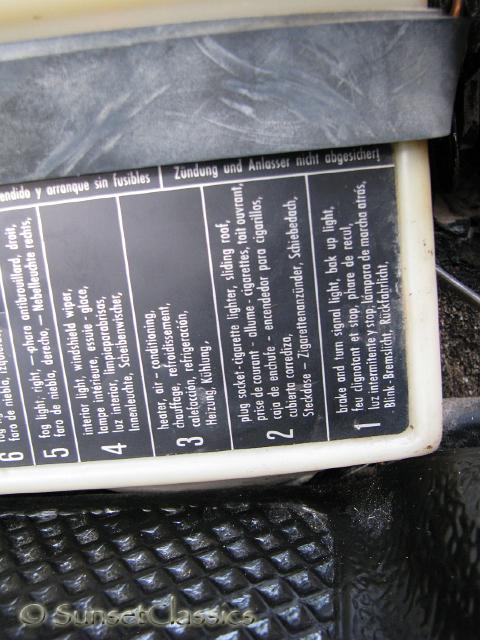 endido y arranque sin fusibles
Zündung und Anlasser nicht abgesichert
1
brake and turn signal light, bak up light,
feu clignotant et stop, phare de recul,
luz intermitente y stop, lámpara de marcha atrás,
Blink-Bremslicht, Rückfahrlicht,
2
plug socket-cigarette lighter, sliding roof,
prise de courant - allume - cigarettes, toit ouvrant,
caja de enchufe - encendedor para cigarillos,
cubierta corrediza,
Steckdose – Zigarettenanzünder, Schiebedach,
3
heater, air-conditioning,
chauffage, refroidissement,
calefacción, refrigeración,
Heizung, Kühlung,
4
interior light, windshield wiper,
lampe intérieure, essuie-glace,
luz interior, limpiaparabrisas,
Innenleuchte, Scheibenwischer,
5
fog light, right, – phare antibrouillard, droit,
faro de niebla, derecho, – Nebelleuchte rechts,
6
faro de niebla,
© SunsetClassics